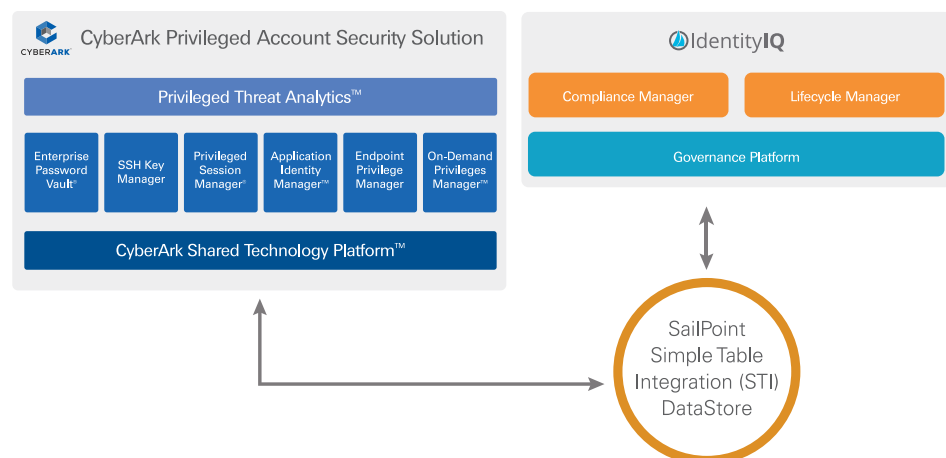 CYBERARK®
CyberArk Privileged Account Security Solution
Privileged Threat Analytics™
Enterprise
Password
Vault®
SSH Key
Manager
Privileged
Session
Manager®
Application
Identity
Manager™
Endpoint
Privilege
Manager
On-Demand
Privileges
Manager™
CyberArk Shared Technology Platform™
IdentityIQ
Compliance Manager
Lifecycle Manager
Governance Platform
SailPoint
Simple Table
Integration (STI)
DataStore